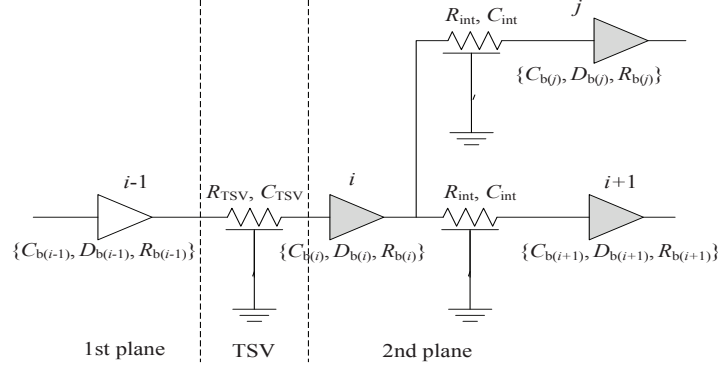 j
R_int, C_int
{C_b(j), D_b(j), R_b(j)}
i-1
R_TSV, C_TSV
i
R_int, C_int
i+1
{C_b(i-1), D_b(i-1), R_b(i-1)}
{C_b(i), D_b(i), R_b(i)}
{C_b(i+1), D_b(i+1), R_b(i+1)}
1st plane
TSV
2nd plane